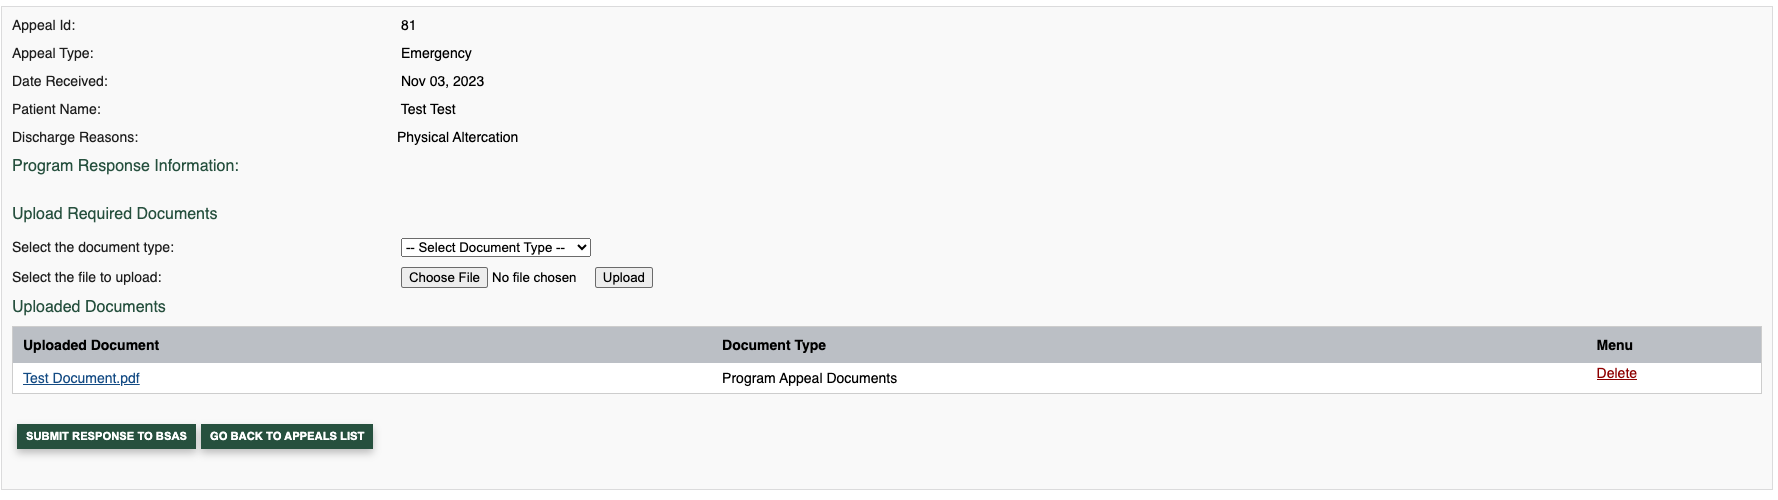 Appeal Id: 81
Appeal Type: Emergency
Date Received: Nov 03, 2023
Patient Name: Test Test
Discharge Reasons: Physical Altercation
Program Response Information:
Upload Required Documents
Select the document type: -- Select Document Type --
Select the file to upload: Choose File No file chosen Upload
Uploaded Documents
Uploaded Document Document Type Menu
Test Document.pdf Program Appeal Documents Delete
SUBMIT RESPONSE TO BSAS GO BACK TO APPEALS LIST